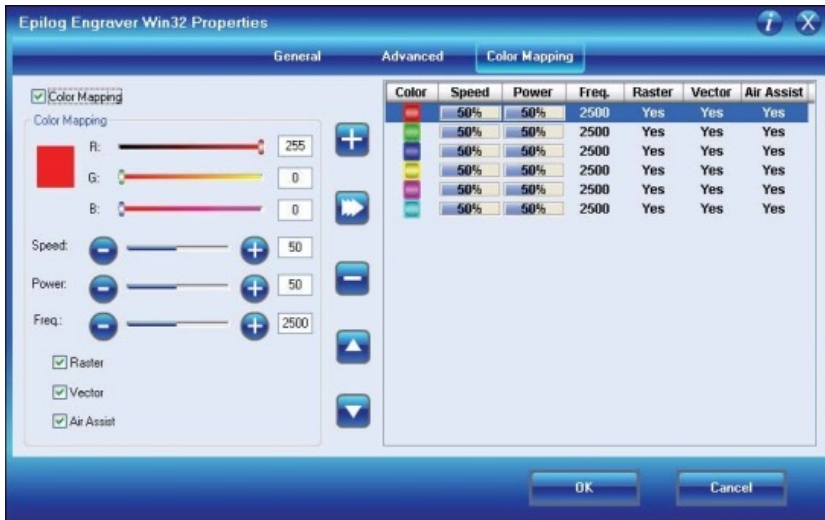 Epilog Engraver Win32 Properties
General Advanced Color Mapping
Color Mapping
Color Mapping
R: 255
G: 0
B: 0
Speed: 50
Power: 50
Freq.: 2500
Raster
Vector
Air Assist
Color Speed Power Freq. Raster Vector Air Assist
50% 50% 2500 Yes Yes Yes
50% 50% 2500 Yes Yes Yes
50% 50% 2500 Yes Yes Yes
50% 50% 2500 Yes Yes Yes
50% 50% 2500 Yes Yes Yes
50% 50% 2500 Yes Yes Yes
OK Cancel